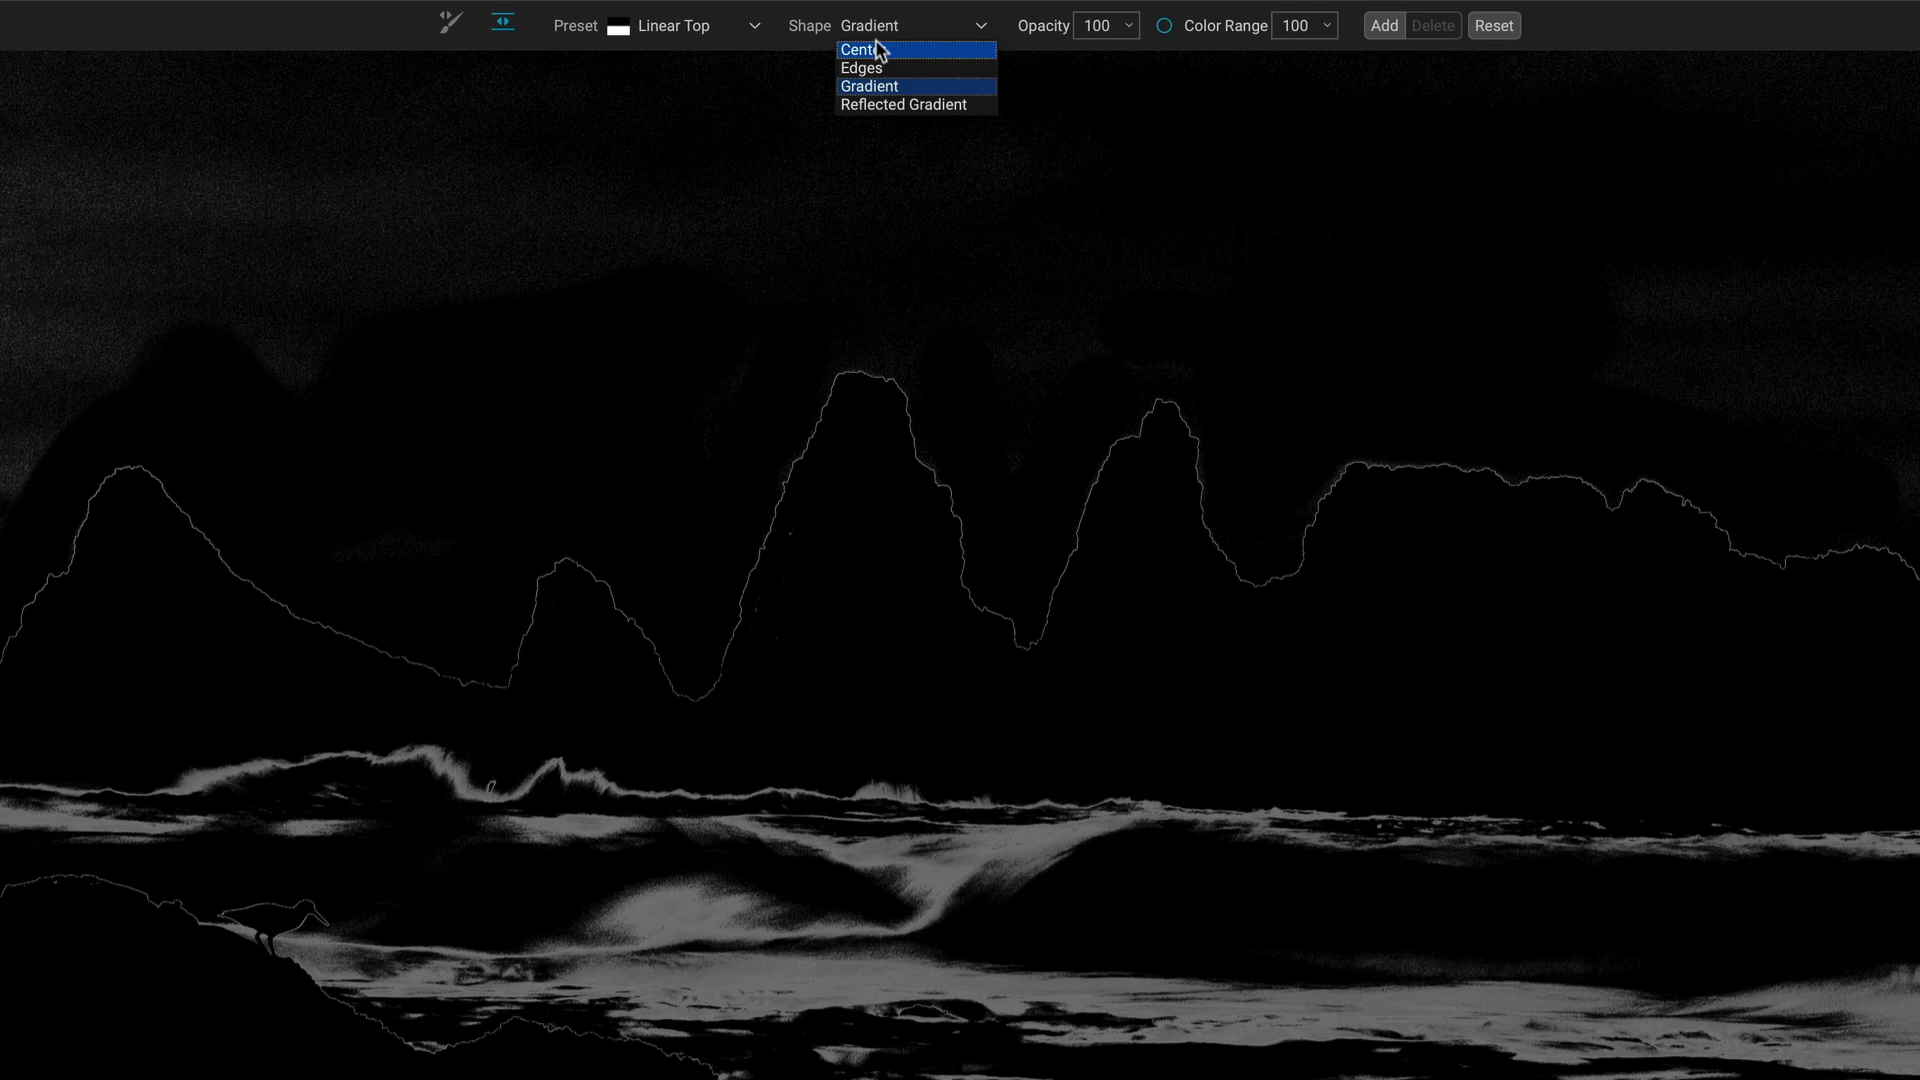 Preset Linear Top Shape Gradient Opacity 100 Color Range 100 Add Delete Reset
Edges
Gradient
Reflected Gradient